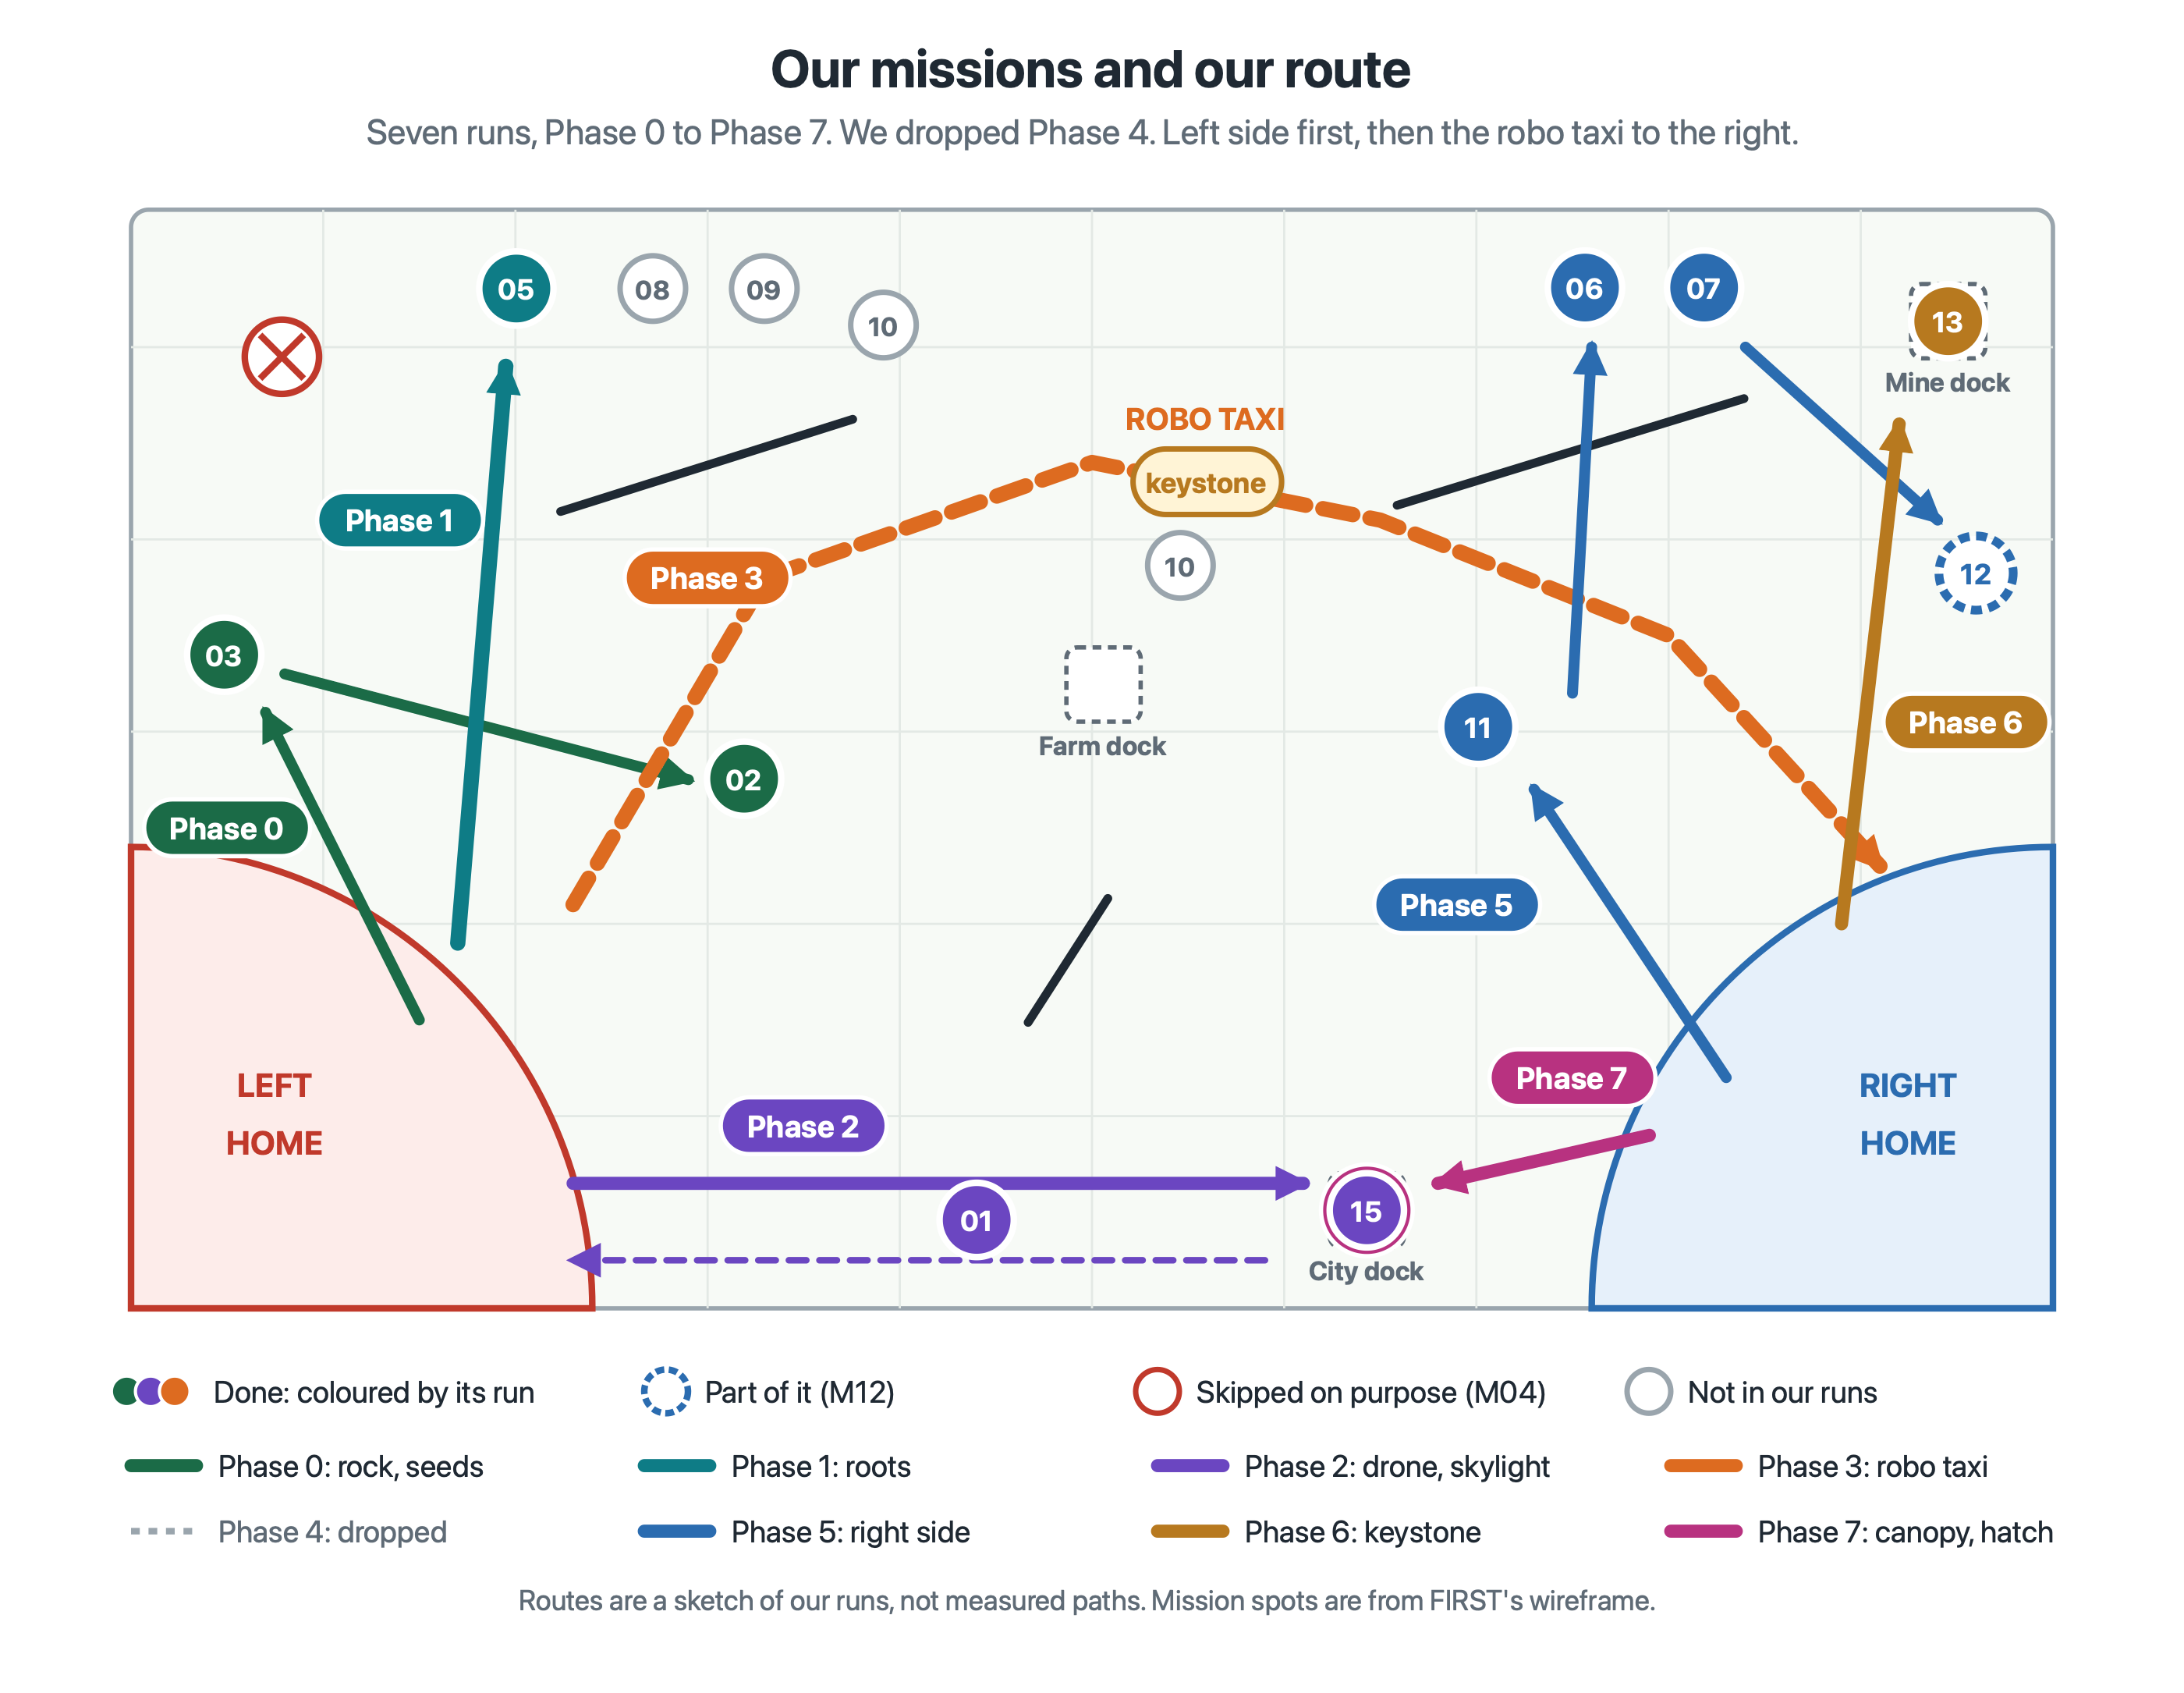 Our missions and our route
Seven runs, Phase 0 to Phase 7. We dropped Phase 4. Left side first, then the robo taxi to the right.
05
08
09
10
06
07
13
Mine dock
ROBO TAXI
keystone
Phase 1
Phase 3
10
12
03
Farm dock
11
Phase 6
02
Phase 0
Phase 5
LEFT
HOME
Phase 2
Phase 7
RIGHT
HOME
01
15
City dock
Done: coloured by its run
Part of it (M12)
Skipped on purpose (M04)
Not in our runs
Phase 0: rock, seeds
Phase 1: roots
Phase 2: drone, skylight
Phase 3: robo taxi
Phase 4: dropped
Phase 5: right side
Phase 6: keystone
Phase 7: canopy, hatch
Routes are a sketch of our runs, not measured paths. Mission spots are from FIRST's wireframe.